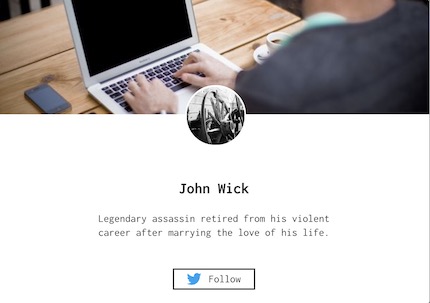 John Wick
Legendary assassin retired from his violent
career after marrying the love of his life.
Follow